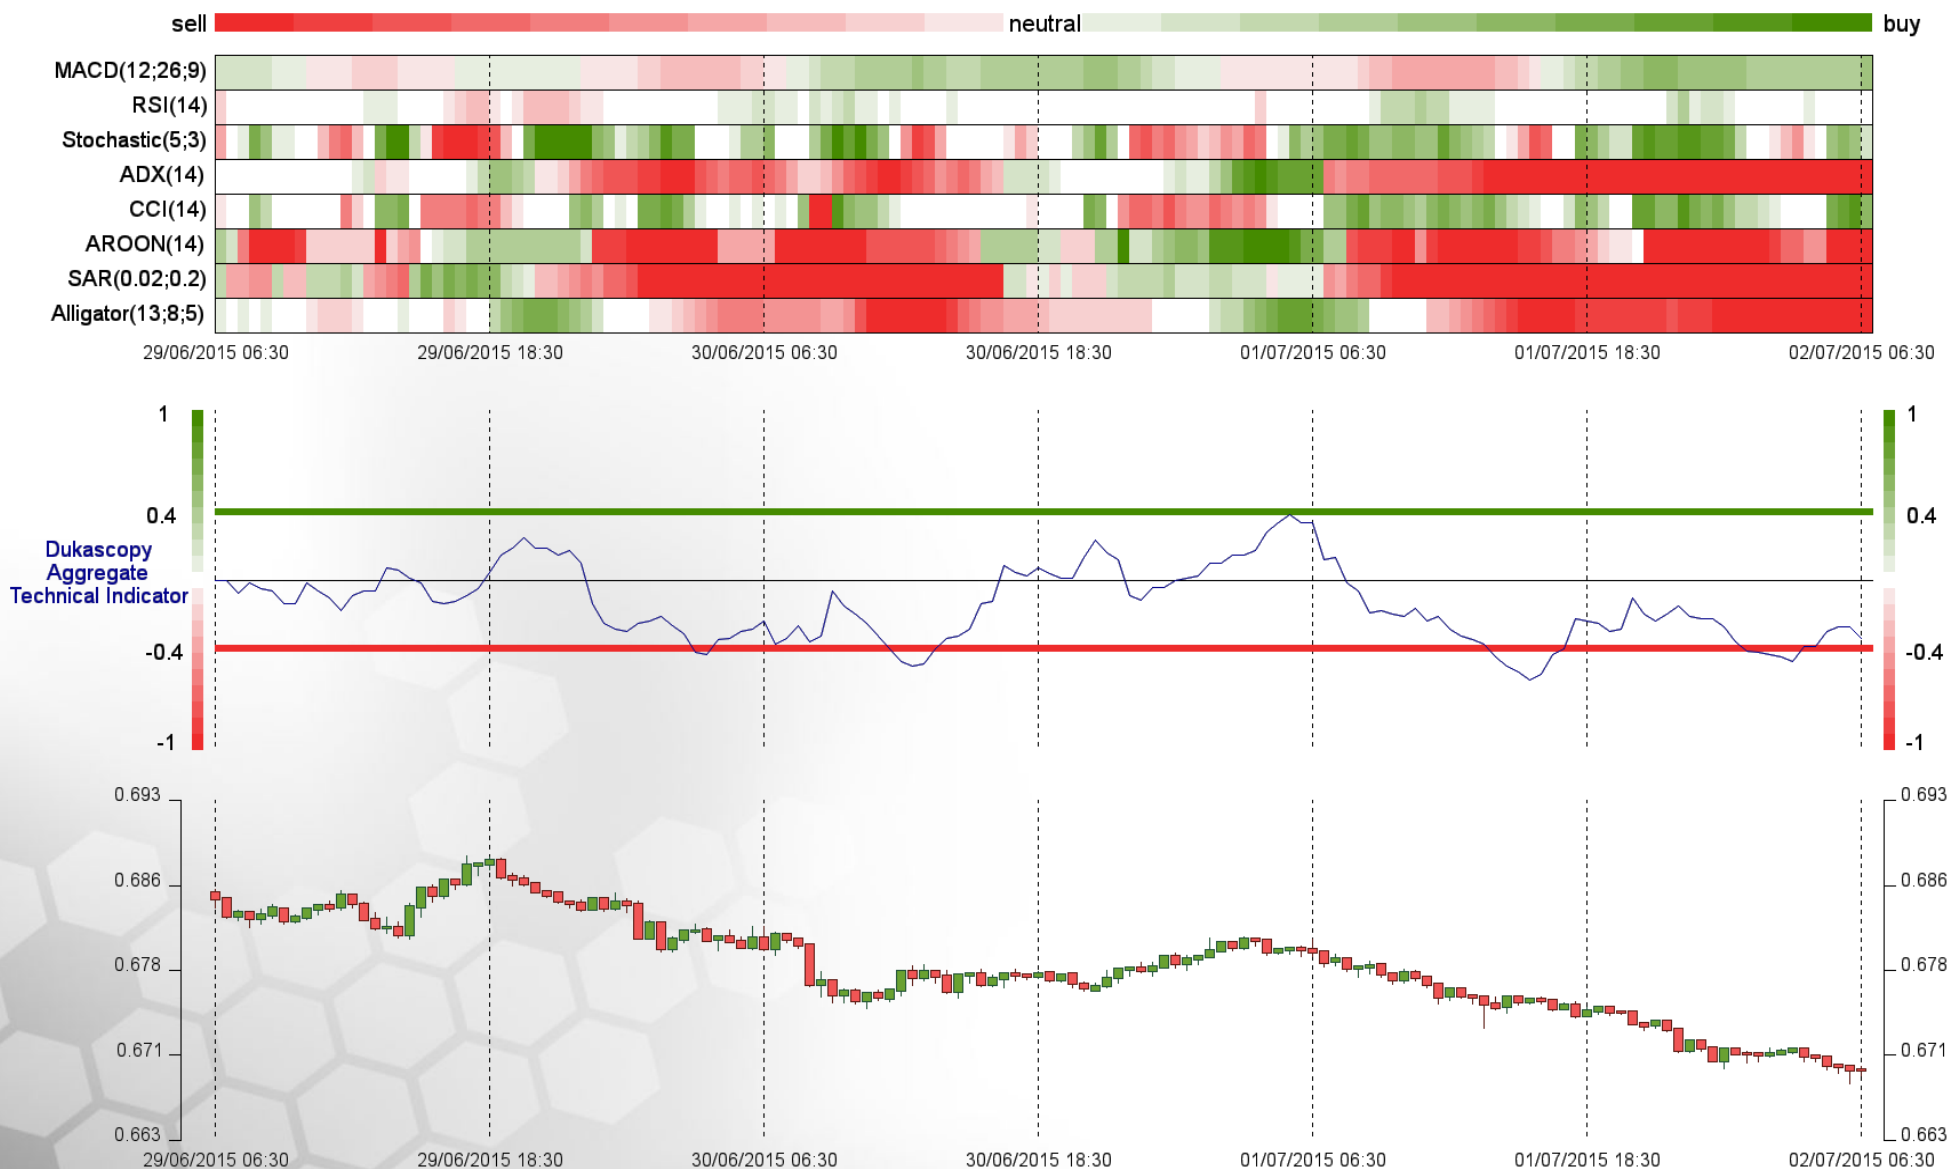 sell neutral buy
MACD(12;26;9)
RSI(14)
Stochastic(5;3)
ADX(14)
CCI(14)
AROON(14)
SAR(0.02;0.2)
Alligator(13;8;5)
29/06/2015 06:30 29/06/2015 18:30 30/06/2015 06:30 30/06/2015 18:30 01/07/2015 06:30 01/07/2015 18:30 02/07/2015 06:30
1 1
0.4 0.4
Dukascopy
Aggregate
Technical Indicator
-0.4 -0.4
-1 -1
0.693 0.693
0.686 0.686
0.678 0.678
0.671 0.671
0.663 0.663
29/06/2015 06:30 29/06/2015 18:30 30/06/2015 06:30 30/06/2015 18:30 01/07/2015 06:30 01/07/2015 18:30 02/07/2015 06:30